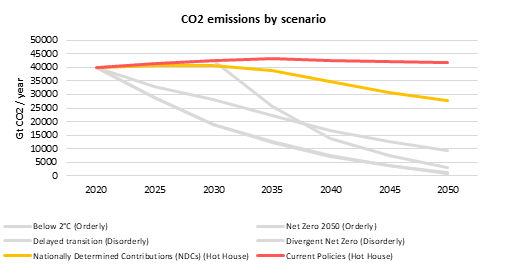 CO2 emissions by scenario
50000
45000
40000
35000
30000
25000
20000
15000
10000
5000
0
Gt CO2 / year
2020 2025 2030 2035 2040 2045 2050
Below 2°C (Orderly) Net Zero 2050 (Orderly)
Delayed transition (Disorderly) Divergent Net Zero (Disorderly)
Nationally Determined Contributions (NDCs) (Hot House) Current Policies (Hot House)